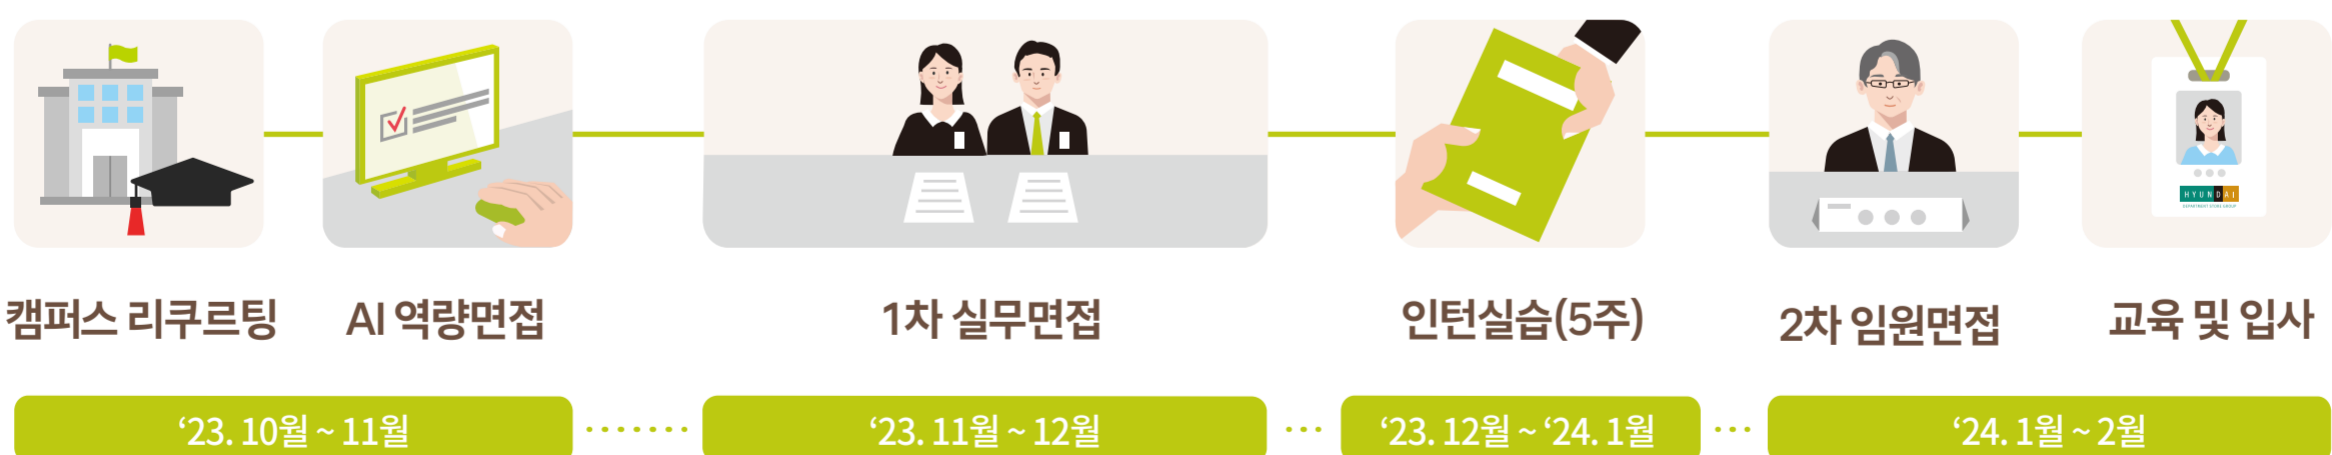 HYUNDAI
DEPARTMENT STORE GROUP
캠퍼스 리쿠르팅
AI 역량면접
1차 실무면접
인턴실습(5주)
2차 임원면접
교육 및 입사
‘23. 10월 ~ 11월
‘23. 11월 ~ 12월
‘23. 12월 ~ ‘24. 1월
‘24. 1월 ~ 2월